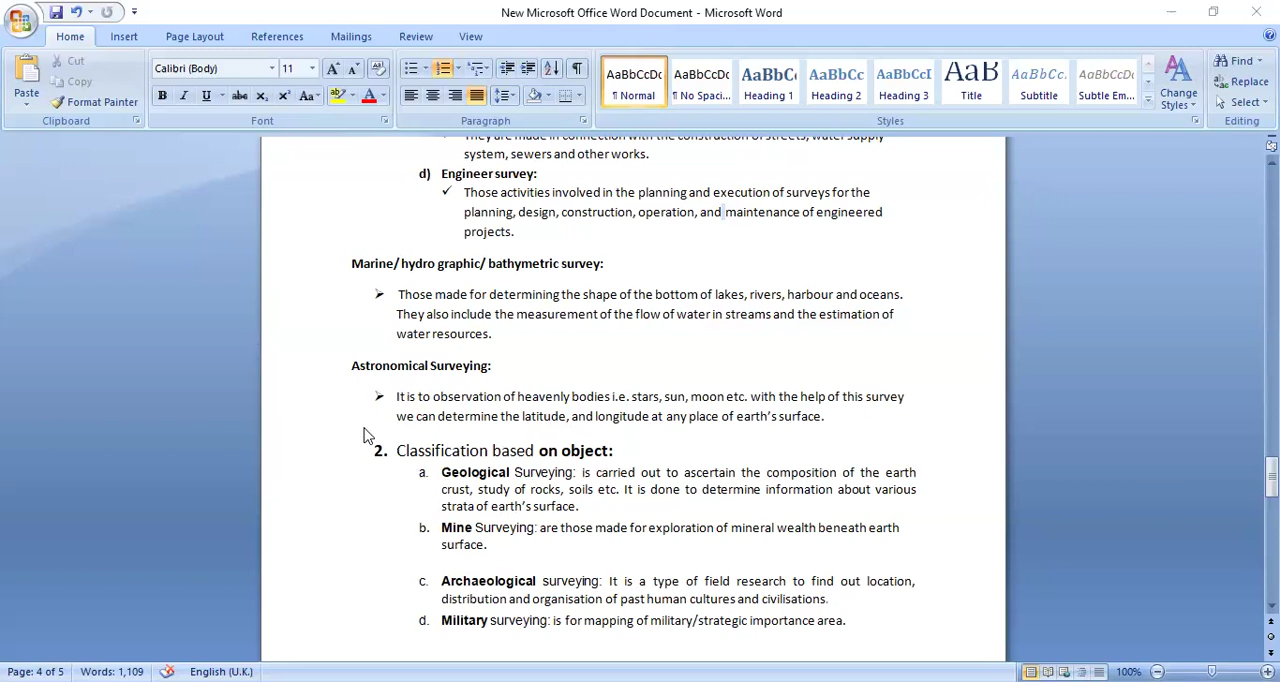 New Microsoft Office Word Document - Microsoft Word
Home Insert Page Layout References Mailings Review View
Paste
Cut
Copy
Format Painter
Clipboard
Calibri (Body) 11
Font
Paragraph
AaBbCcDc AaBbCcDc AaBbC AaBbCc AaBbCcI AaB AaBbCc. AaBbCcDc
¶ Normal ¶ No Spaci... Heading 1 Heading 2 Heading 3 Title Subtitle Subtle Em...
Change Styles
Styles
Find
Replace
Select
Editing
They are made in connection with the construction of streets, water supply
system, sewers and other works.
d) Engineer survey:
✓ Those activities involved in the planning and execution of surveys for the
planning, design, construction, operation, and maintenance of engineered
projects.
Marine/ hydro graphic/ bathymetric survey:
➢ Those made for determining the shape of the bottom of lakes, rivers, harbour and oceans.
They also include the measurement of the flow of water in streams and the estimation of
water resources.
Astronomical Surveying:
➢ It is to observation of heavenly bodies i.e. stars, sun, moon etc. with the help of this survey
we can determine the latitude, and longitude at any place of earth’s surface.
2. Classification based on object:
a. Geological Surveying: is carried out to ascertain the composition of the earth
crust, study of rocks, soils etc. It is done to determine information about various
strata of earth’s surface.
b. Mine Surveying: are those made for exploration of mineral wealth beneath earth
surface.
c. Archaeological surveying: It is a type of field research to find out location,
distribution and organisation of past human cultures and civilisations.
d. Military surveying: is for mapping of military/strategic importance area.
Page: 4 of 5 Words: 1,109 English (U.K.) 100%